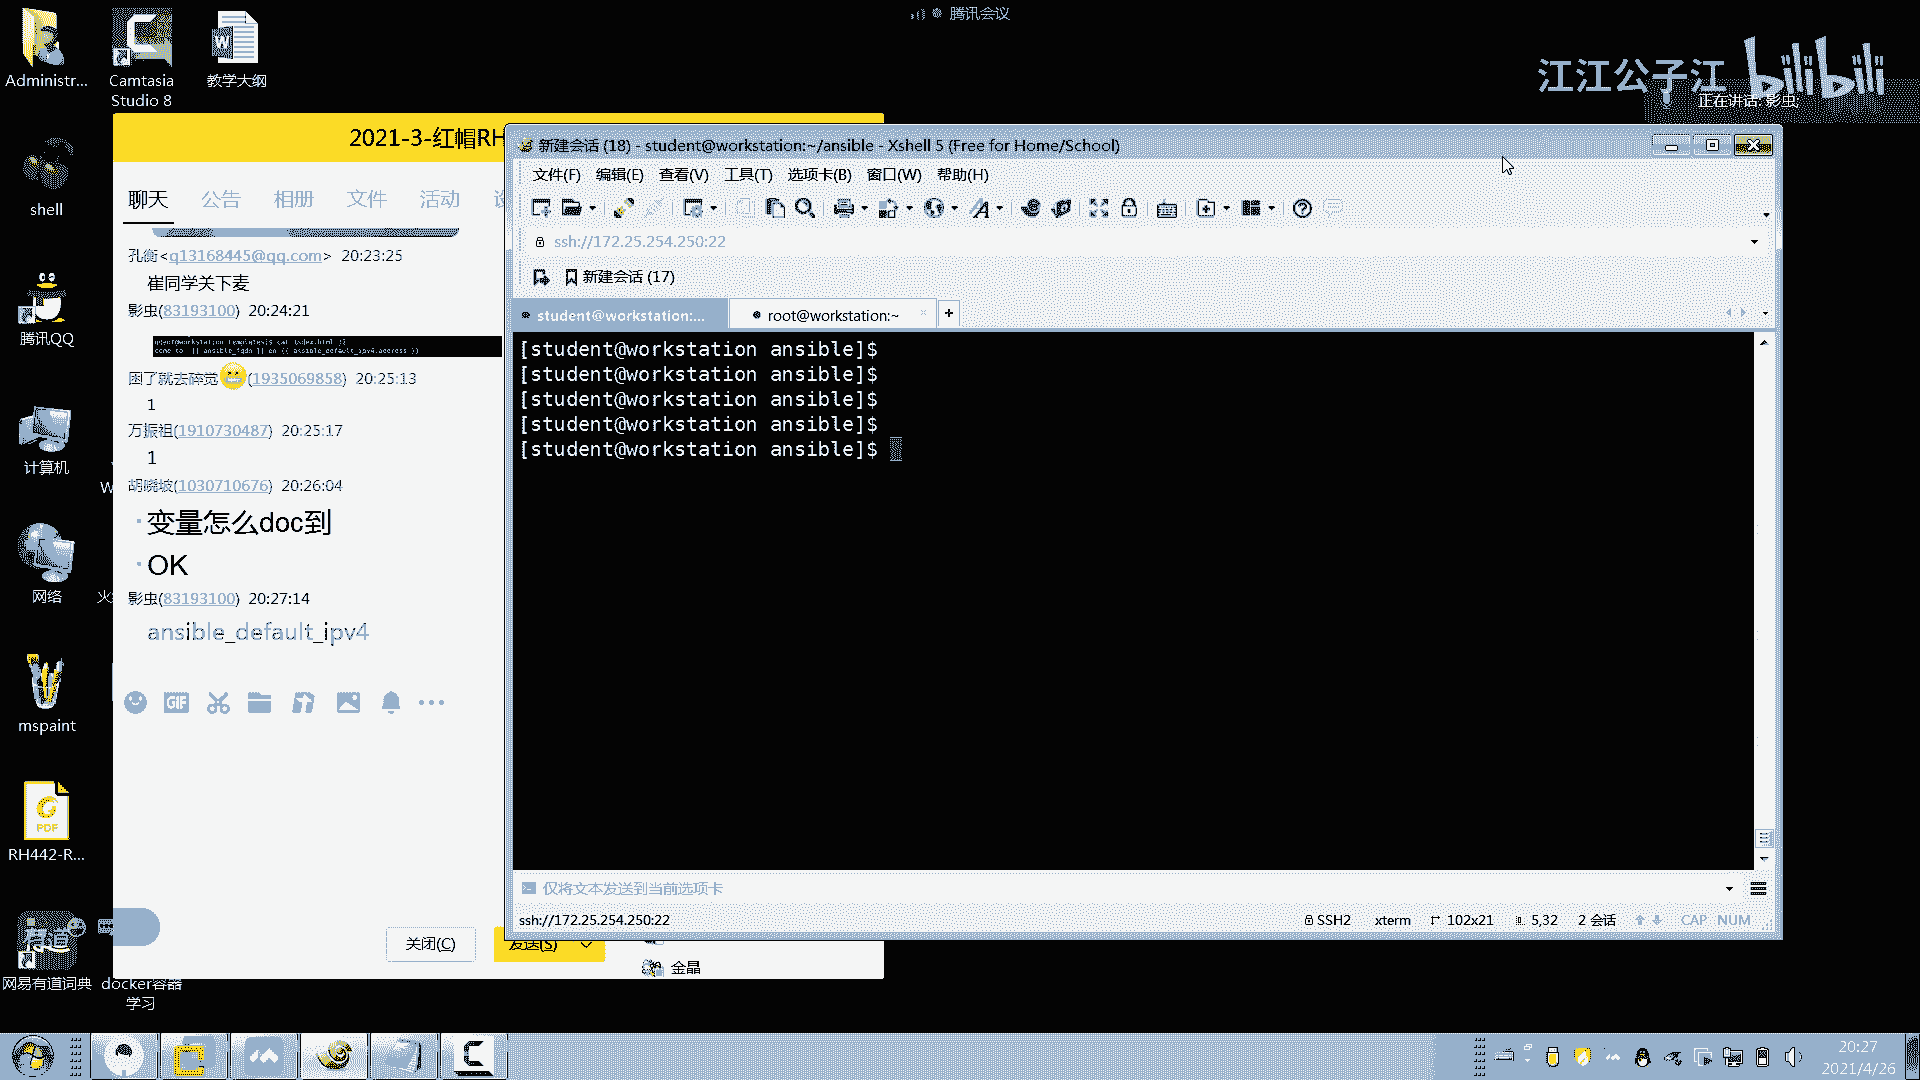 腾讯会议
Administr...
Camtasia
Studio 8
教学大纲
江江公子江 bilibili
正在讲话: 影虫;
2021-3-红帽RH
聊天 公告 相册 文件 活动
孔衡<q13168445@qq.com> 20:23:25
崔同学关下麦
影虫(83193100) 20:24:21
困了就去碎觉(1935069858) 20:25:13
1
万振祖(1910730487) 20:25:17
1
胡晓坡(1030710676) 20:26:04
变量怎么doc到
OK
影虫(83193100) 20:27:14
ansible_default_ipv4
关闭(C)
发送(S)
金晶
新建会话 (18) - student@workstation:~/ansible - Xshell 5 (Free for Home/School)
文件(F) 编辑(E) 查看(V) 工具(T) 选项卡(B) 窗口(W) 帮助(H)
ssh://172.25.254.250:22
新建会话 (17)
student@workstation:...
root@workstation:~
[student@workstation ansible]$
[student@workstation ansible]$
[student@workstation ansible]$
[student@workstation ansible]$
[student@workstation ansible]$
仅将文本发送到当前选项卡
ssh://172.25.254.250:22
SSH2 xterm 102x21 5,32 2 会话 CAP NUM
shell
腾讯QQ
计算机
网络
mspaint
PDF
RH442-R...
网易有道词典
docker容器
学习
20:27
2021/4/26